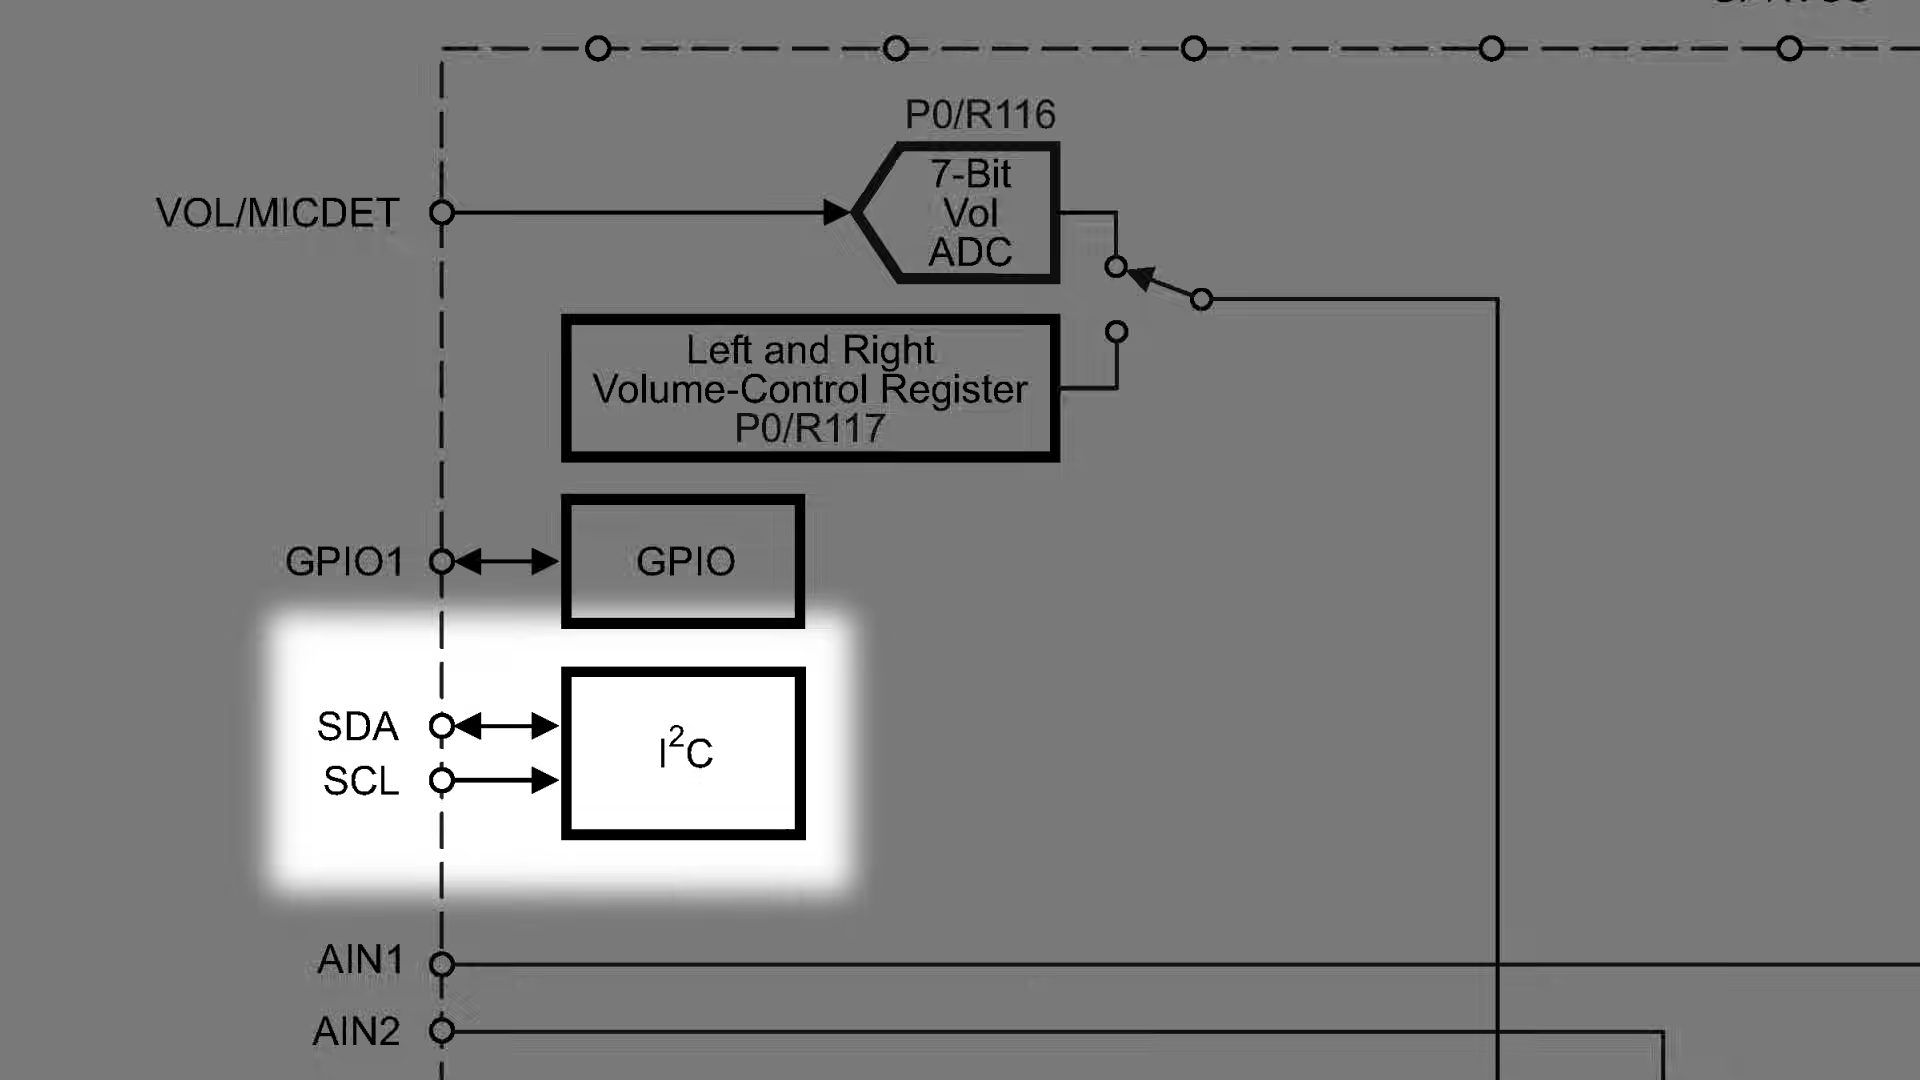 P0/R116
7-Bit
Vol
ADC
VOL/MICDET
Left and Right
Volume-Control Register
P0/R117
GPIO1
GPIO
SDA
I²C
SCL
AIN1
AIN2